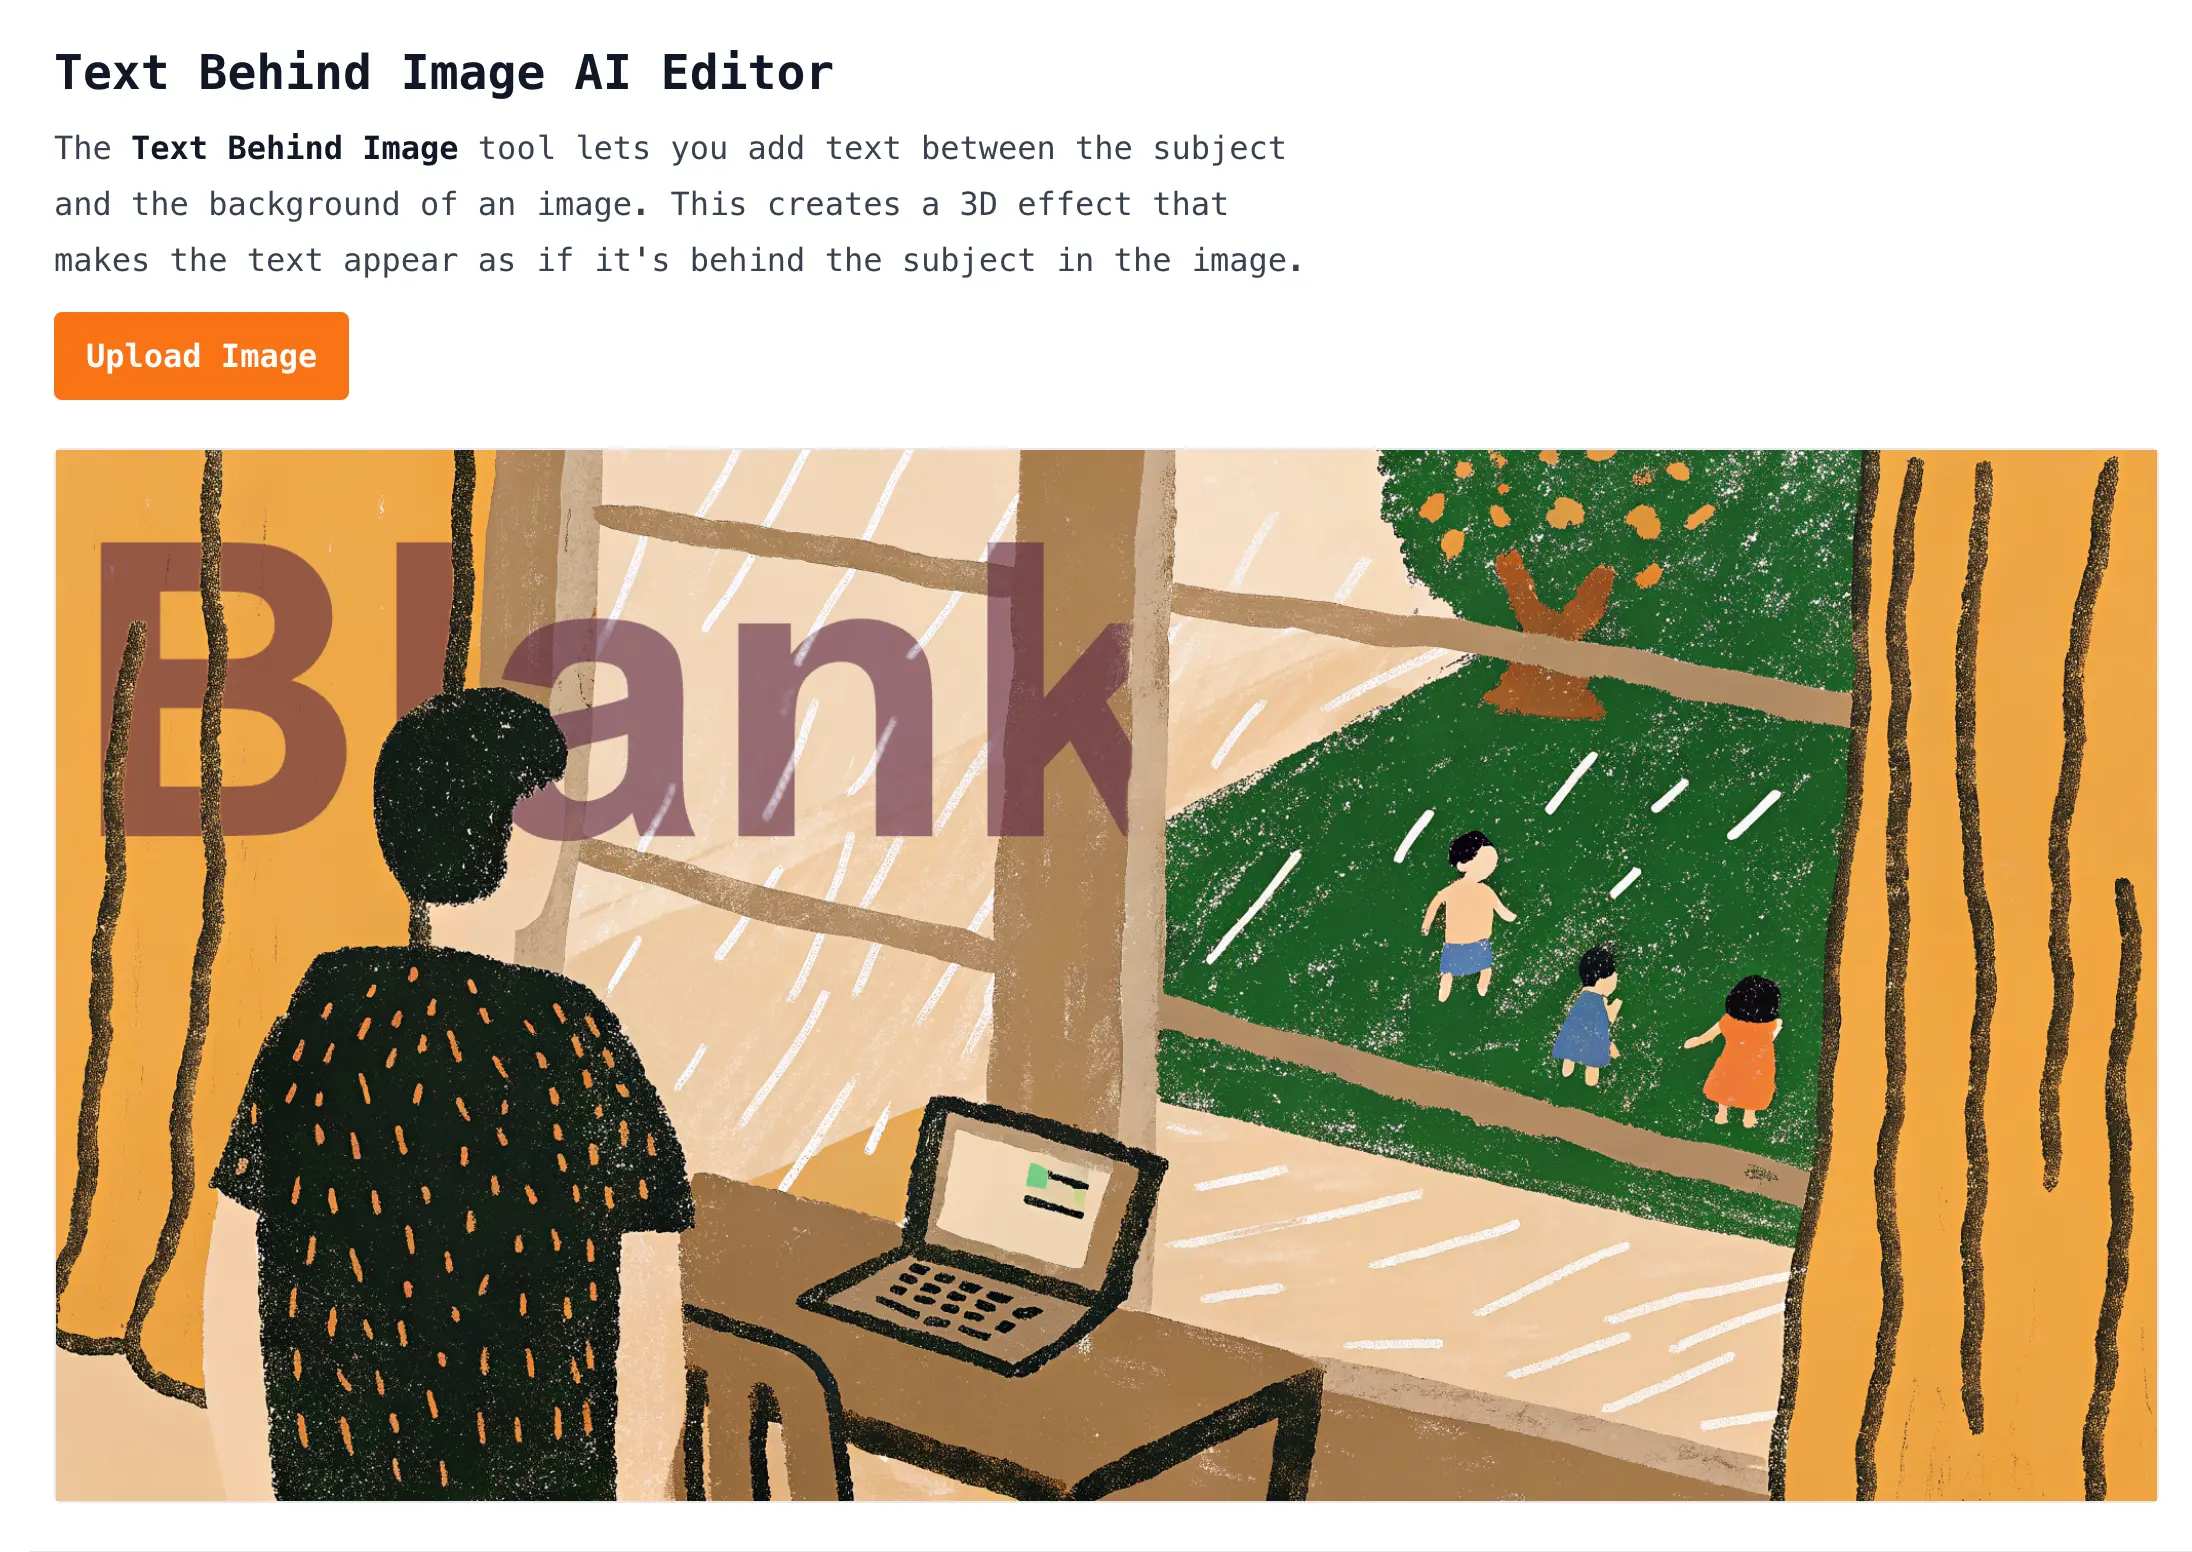 Text Behind Image AI Editor
The Text Behind Image tool lets you add text between the subject
and the background of an image. This creates a 3D effect that
makes the text appear as if it's behind the subject in the image.
Upload Image
Blank